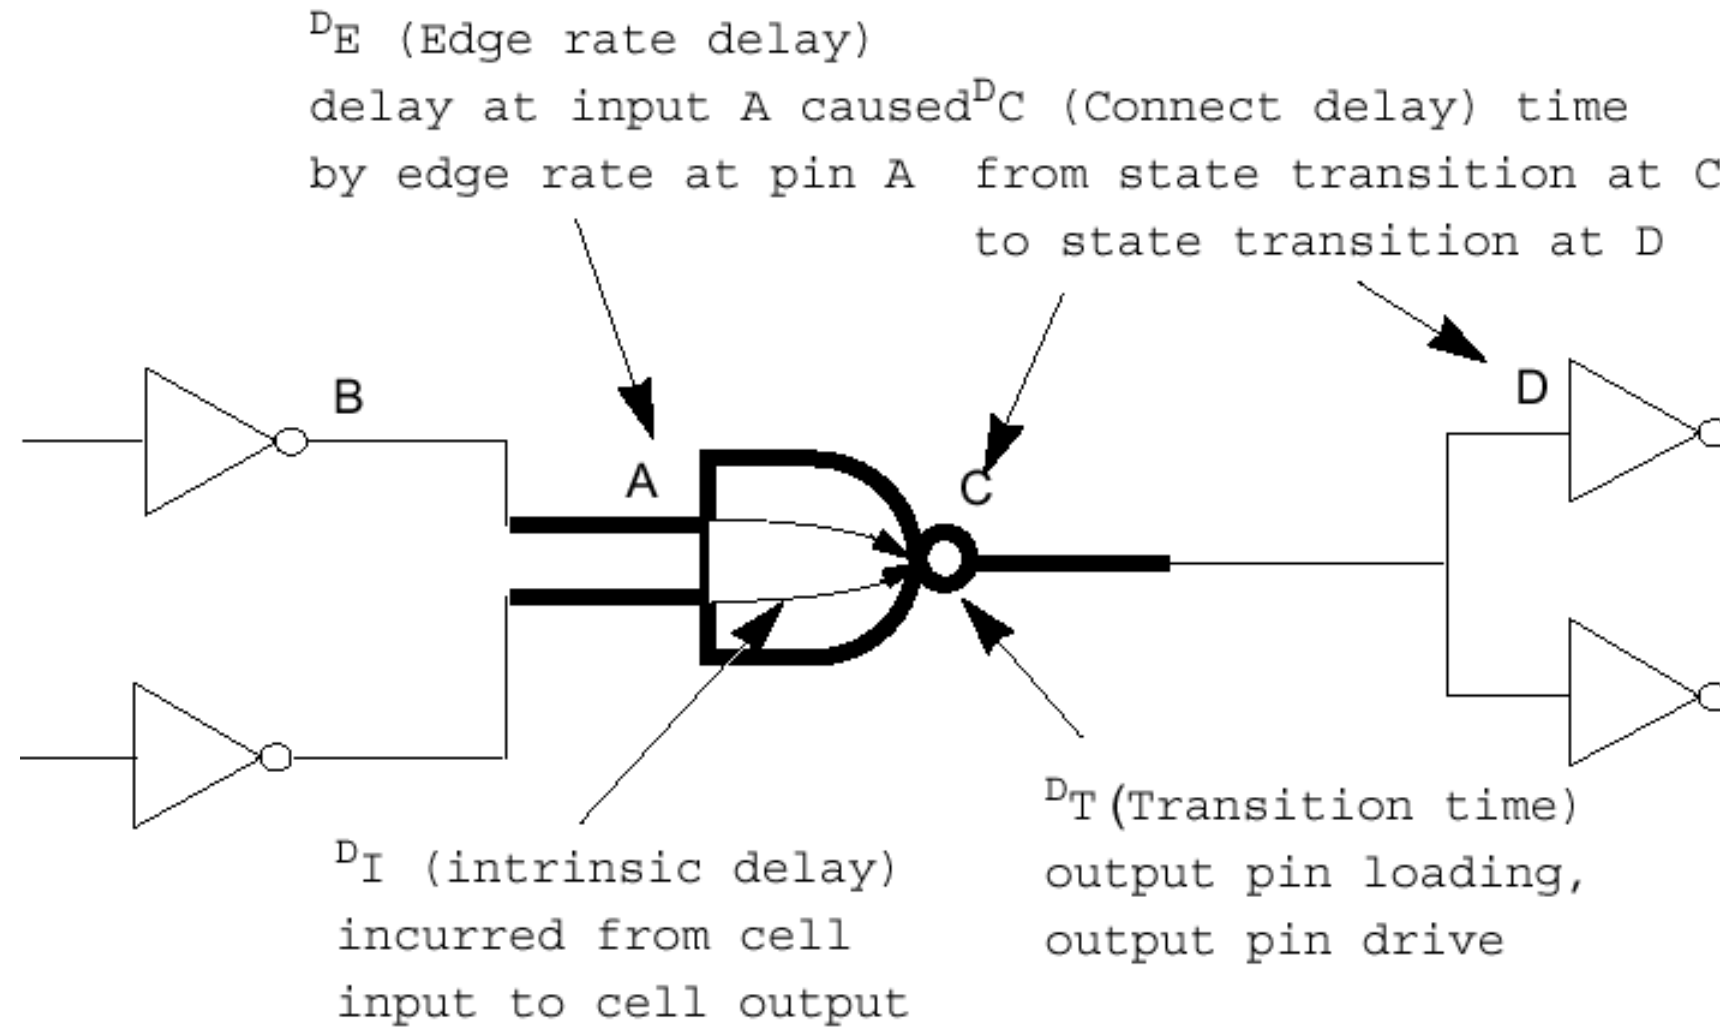 DE (Edge rate delay)
delay at input A caused
by edge rate at pin A
DC (Connect delay) time
from state transition at C
to state transition at D
B
A
C
D
DI (intrinsic delay)
incurred from cell
input to cell output
DT(Transition time)
output pin loading,
output pin drive